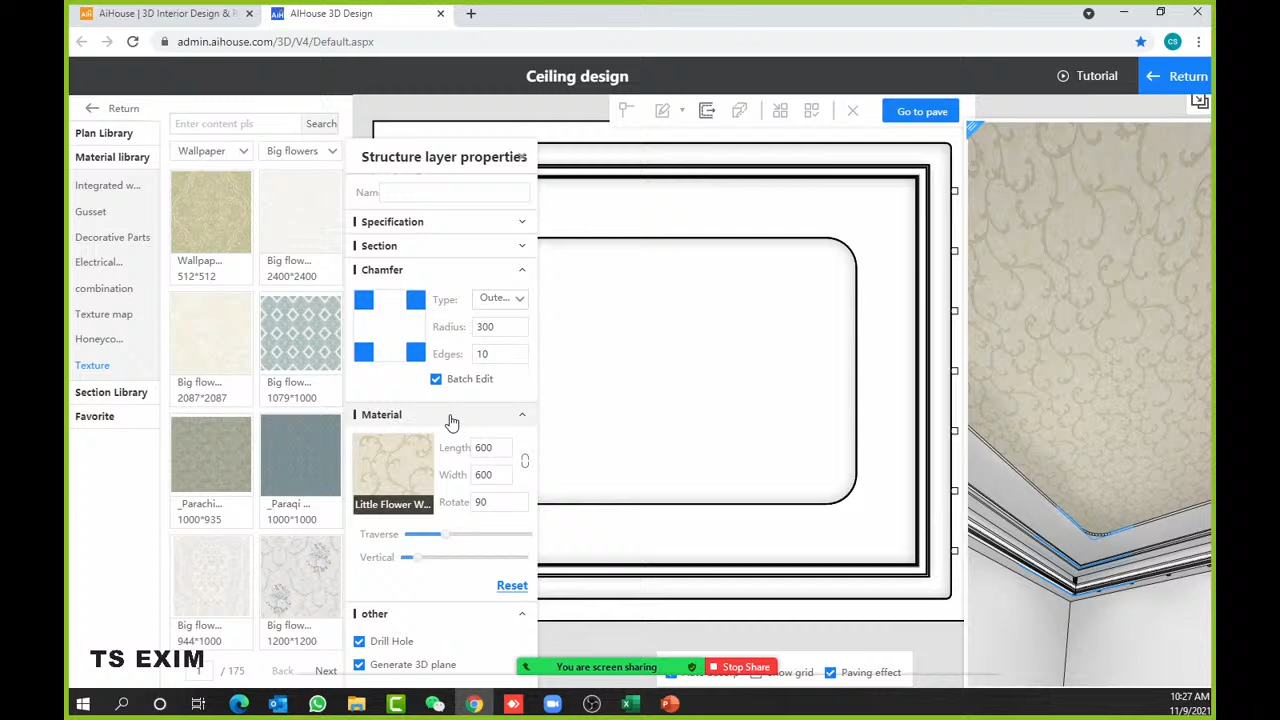 AiHouse | 3D Interior Design &
AIHouse 3D Design
admin.aihouse.com/3D/V4/Default.aspx
CS
Ceiling design
Tutorial
Return
Return
Plan Library
Material library
Integrated w...
Gusset
Decorative Parts
Electrical...
combination
Texture map
Honeyco...
Texture
Section Library
Favorite
Enter content pls
Search
Wallpaper
Big flowers
Wallpap...
512*512
Big flow...
2400*2400
Big flow...
2087*2087
Big flow...
1079*1000
_Parachi...
1000*935
_Paraqi ...
1000*1000
Big flow...
944*1000
Big flow...
1200*1200
1 / 175
Back
Next
Structure layer properties
Nam
Specification
Section
Chamfer
Type: Oute...
Radius: 300
Edges: 10
Batch Edit
Material
Little Flower W...
Length 600
Width 600
Rotate 90
Traverse
Vertical
Reset
other
Drill Hole
Generate 3D plane
Go to pave
You are screen sharing
Stop Share
ow grid
Paving effect
TS EXIM
10:27 AM
11/9/2021